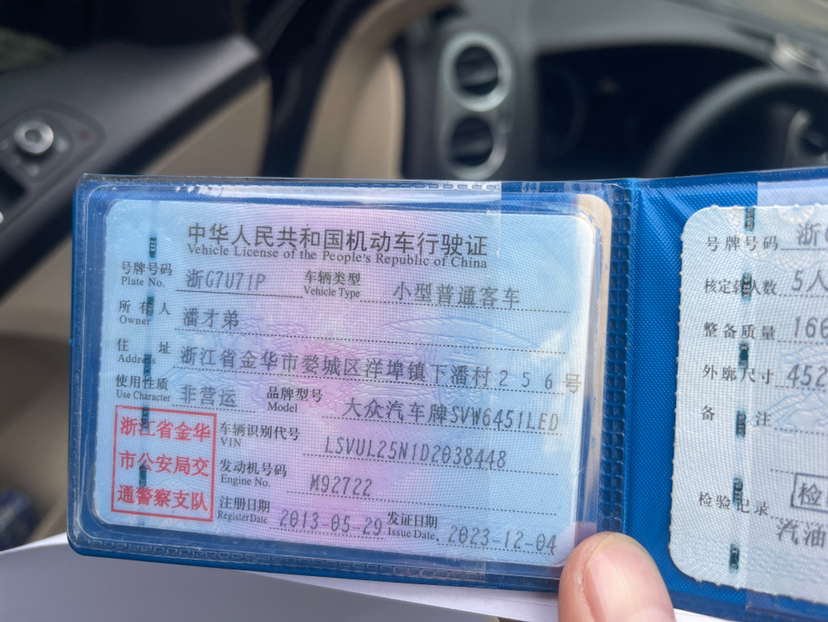 中华人民共和国机动车行驶证
Vehicle License of the People's Republic of China
号牌号码 浙G7U71P 车辆类型 小型普通客车
Plate No. Vehicle Type
所有人 潘才弟
Owner
住址 浙江省金华市婺城区洋埠镇下潘村256号
Address
使用性质 非营运 品牌型号 大众汽车牌SVW6451LED
Use Character Model
浙江省金华
市公安局交
通警察支队
车辆识别代号 LSVUL25N1D2038448
VIN
发动机号码 M92722
Engine No.
注册日期 2013-05-29 发证日期 2023-12-04
Register Date Issue Date
号牌号码 浙
核定载人数 5人
整备质量 166
外廓尺寸 452
备注
检验记录 检
汽油